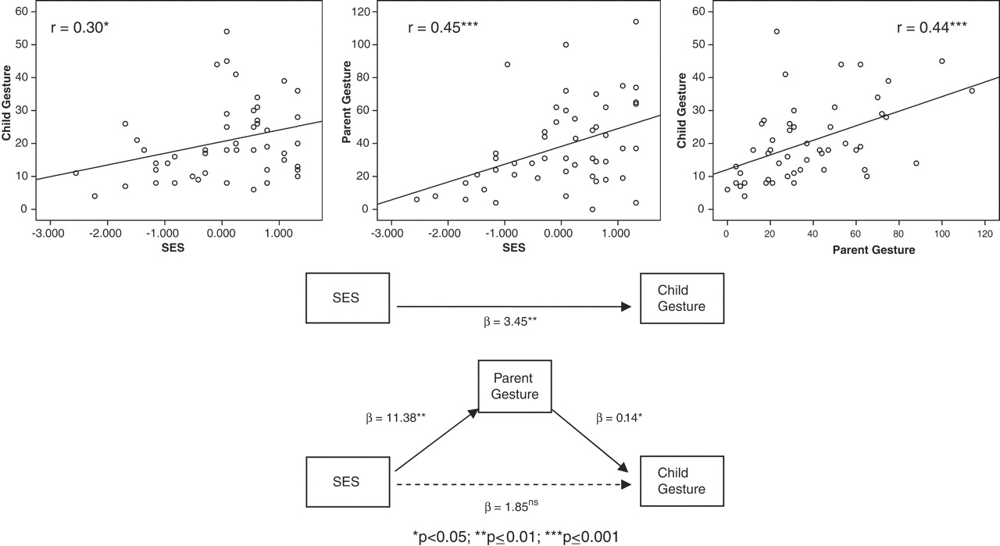 r = 0.30*
60
50
40
30
20
10
0
Child Gesture
-3.000
-2.000
-1.000
0.000
1.000
SES
r = 0.45***
120
100
80
60
40
20
0
Parent Gesture
-3.000
-2.000
-1.000
0.000
1.000
SES
r = 0.44***
60
50
40
30
20
10
0
Child Gesture
0
20
40
60
80
100
120
Parent Gesture
SES
Child
Gesture
β = 3.45**
Parent
Gesture
β = 11.38**
β = 0.14*
SES
Child
Gesture
β = 1.85ns
*p<0.05; **p≤0.01; ***p≤0.001